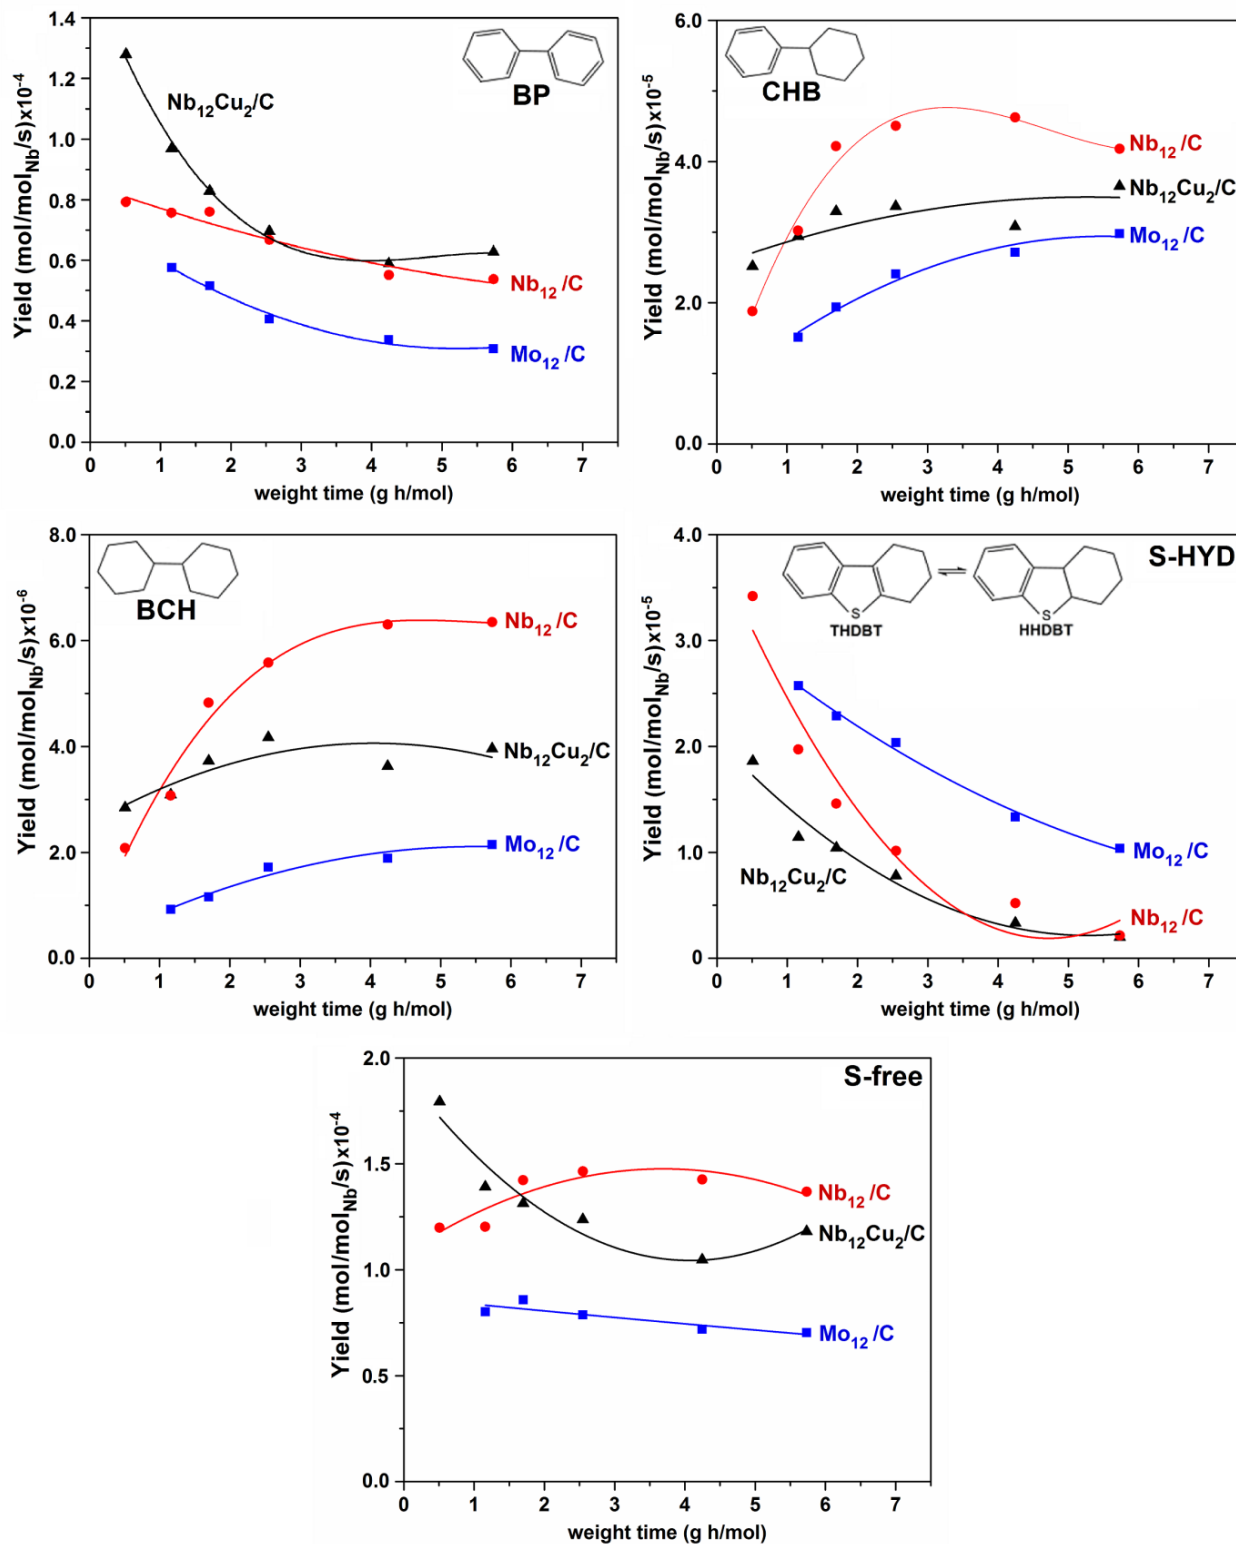 BP
Nb12Cu2/C
Nb12/C
Mo12/C
Yield (mol/molNb/s)x10-4
0.0
0.2
0.4
0.6
0.8
1.0
1.2
1.4
0 1 2 3 4 5 6 7
weight time (g h/mol)
CHB
Nb12/C
Nb12Cu2/C
Mo12/C
Yield (mol/molNb/s)x10-5
0.0
2.0
4.0
6.0
0 1 2 3 4 5 6 7
weight time (g h/mol)
BCH
Nb12/C
Nb12Cu2/C
Mo12/C
Yield (mol/molNb/s)x10-6
0.0
2.0
4.0
6.0
8.0
0 1 2 3 4 5 6 7
weight time (g h/mol)
S-HYD
S
THDBT
S
HHDBT
Mo12/C
Nb12Cu2/C
Nb12/C
Yield (mol/molNb/s)x10-5
0
1.0
2.0
3.0
4.0
0 1 2 3 4 5 6 7
weight time (g h/mol)
S-free
Nb12/C
Nb12Cu2/C
Mo12/C
Yield (mol/molNb/s)x10-4
0.0
0.5
1.0
1.5
2.0
0 1 2 3 4 5 6 7
weight time (g h/mol)